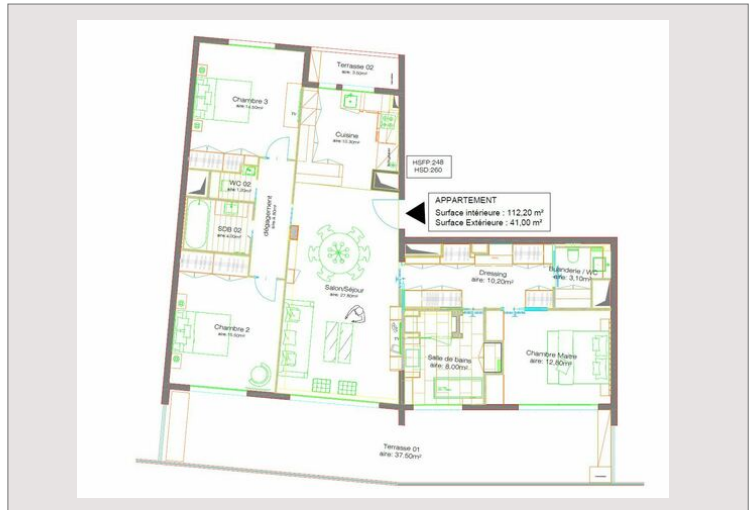 Terrasse 02
Chambre 3
Cuisine
HSFP:248
HSD:260
WC 02
APPARTEMENT
Surface intérieure : 112,20 m²
Surface Extérieure : 41,00 m²
SDB 02
dégagement
Dressing
aire: 10,20m²
Buanderie / WC
aire: 3,10m²
Salon/Séjour
Chambre 2
Salle de bains
aire: 8,00m²
Chambre Maitre
aire: 12,60m²
Terrasse 01
aire: 37.50m²